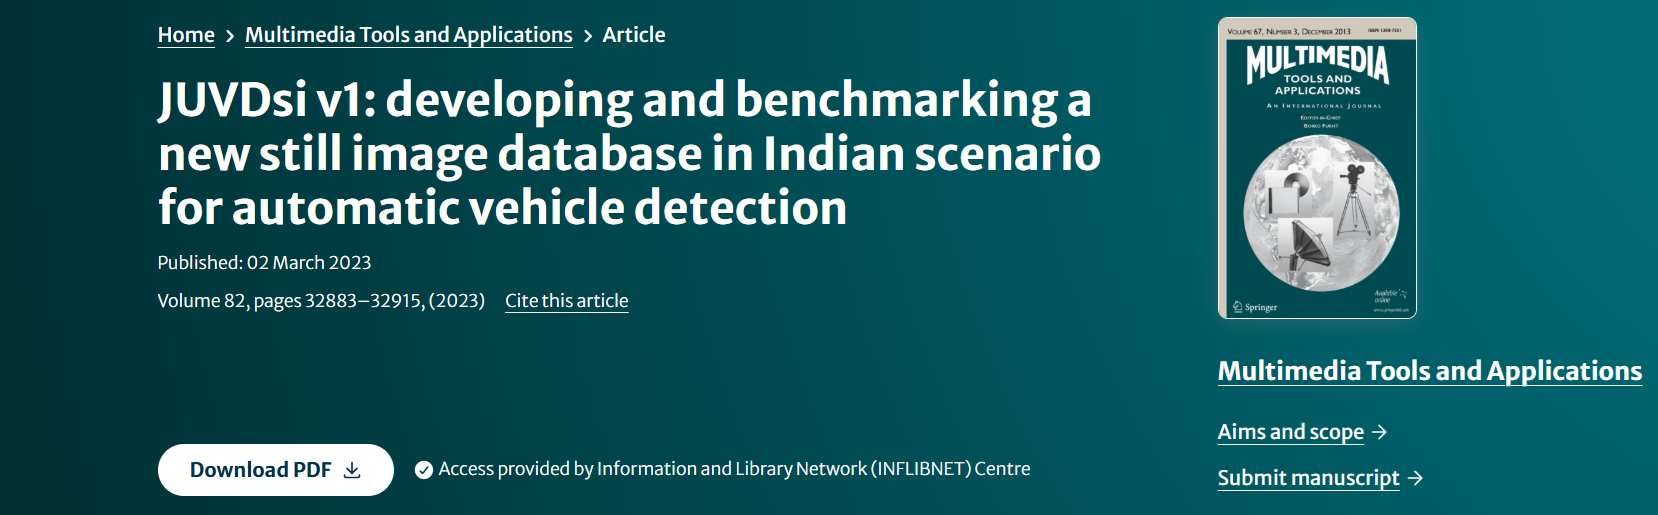 Home > Multimedia Tools and Applications > Article
JUVDsi v1: developing and benchmarking a
new still image database in Indian scenario
for automatic vehicle detection
Published: 02 March 2023
Volume 82, pages 32883–32915, (2023) Cite this article
Download PDF
Access provided by Information and Library Network (INFLIBNET) Centre
VOLUME 67, NUMBER 3, DECEMBER 2013
ISSN 1380-7501
MULTIMEDIA
TOOLS AND
APPLICATIONS
AN INTERNATIONAL JOURNAL
EDITOR-IN-CHIEF
BORKO FURHT
Available
online
Springer
Multimedia Tools and Applications
Aims and scope →
Submit manuscript →